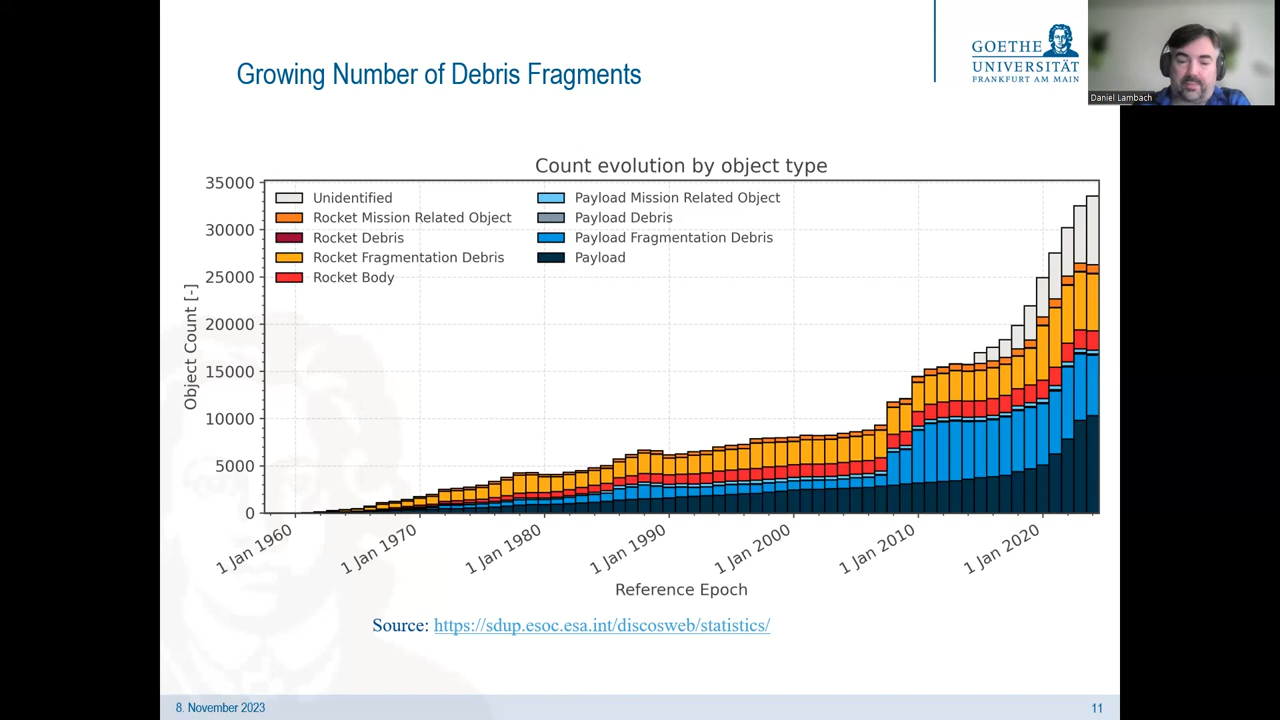 Growing Number of Debris Fragments
GOETHE
UNIVERSITÄT
FRANKFURT AM MAIN
Daniel Lambach
Count evolution by object type
35000
30000
25000
20000
15000
10000
5000
0
Object Count [-]
Unidentified
Rocket Mission Related Object
Rocket Debris
Rocket Fragmentation Debris
Rocket Body
Payload Mission Related Object
Payload Debris
Payload Fragmentation Debris
Payload
1 Jan 1960
1 Jan 1970
1 Jan 1980
1 Jan 1990
1 Jan 2000
1 Jan 2010
1 Jan 2020
Reference Epoch
Source: https://sdup.esoc.esa.int/discosweb/statistics/
8. November 2023
11